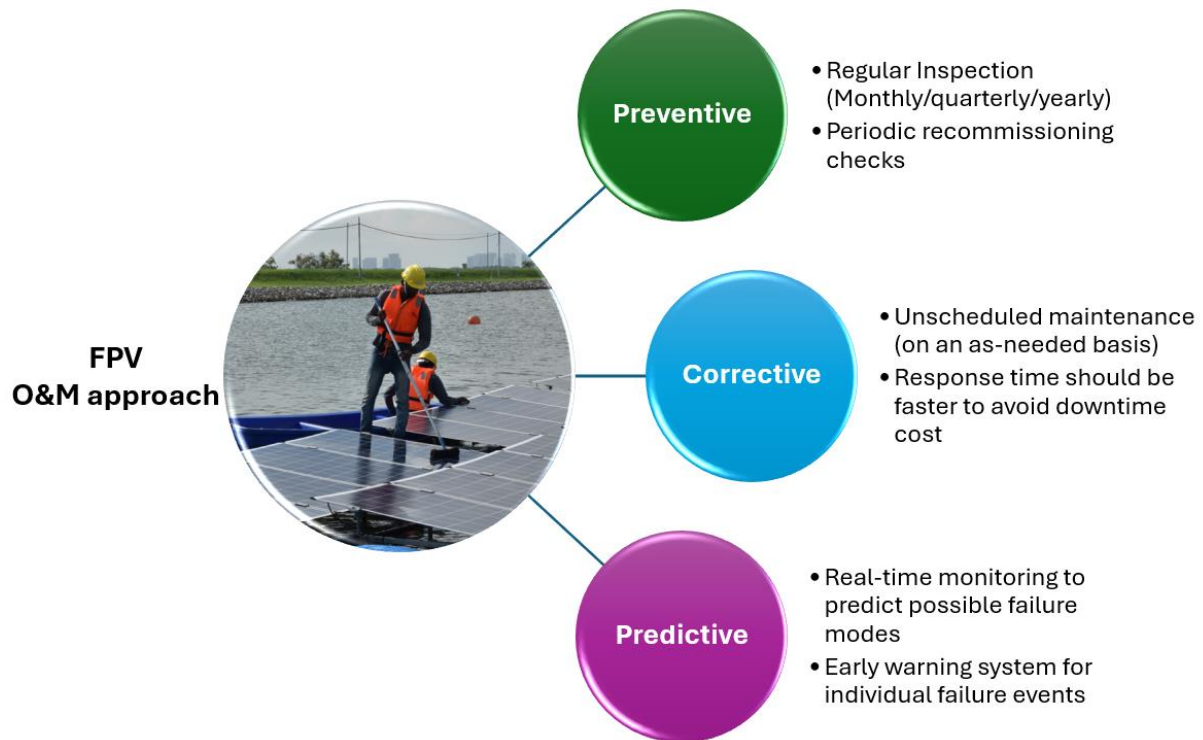 FPV
O&M approach
Preventive
• Regular Inspection
(Monthly/quarterly/yearly)
• Periodic recommissioning
checks
Corrective
• Unscheduled maintenance
(on an as-needed basis)
• Response time should be
faster to avoid downtime
cost
Predictive
• Real-time monitoring to
predict possible failure
modes
• Early warning system for
individual failure events